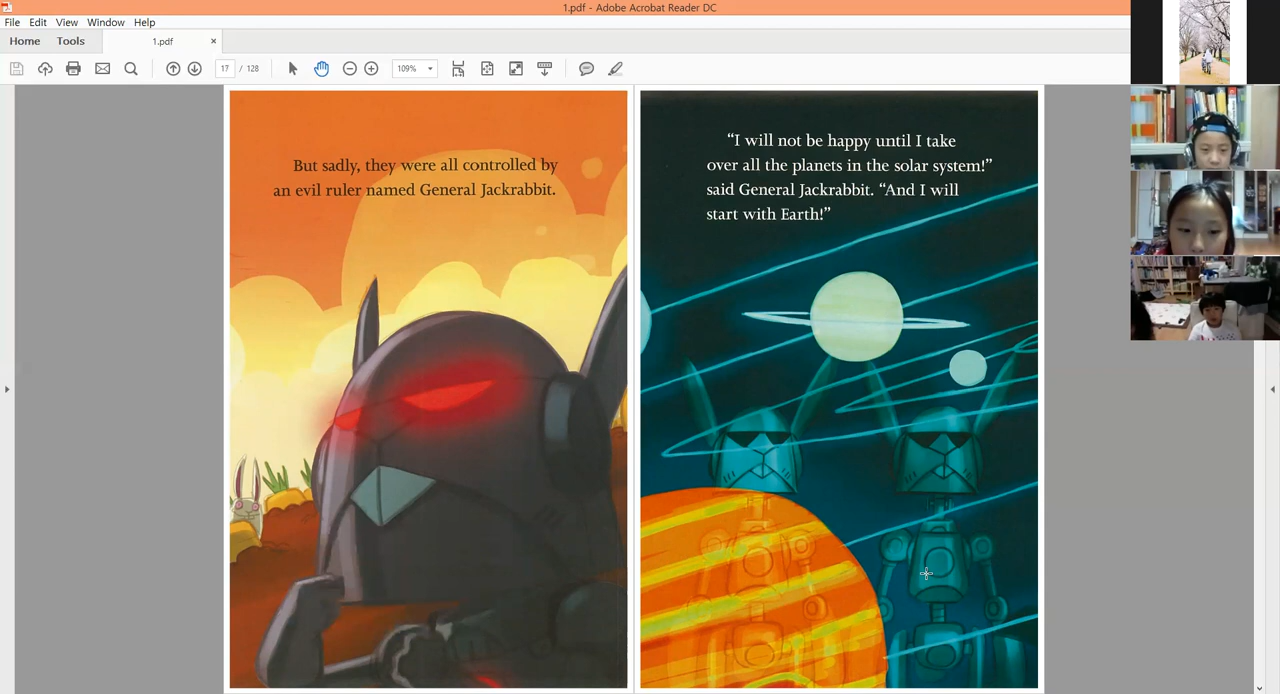 1.pdf - Adobe Acrobat Reader DC
File Edit View Window Help
Home Tools 1.pdf ×
17 / 128 109%
But sadly, they were all controlled by
an evil ruler named General Jackrabbit.
“I will not be happy until I take
over all the planets in the solar system!”
said General Jackrabbit. “And I will
start with Earth!”